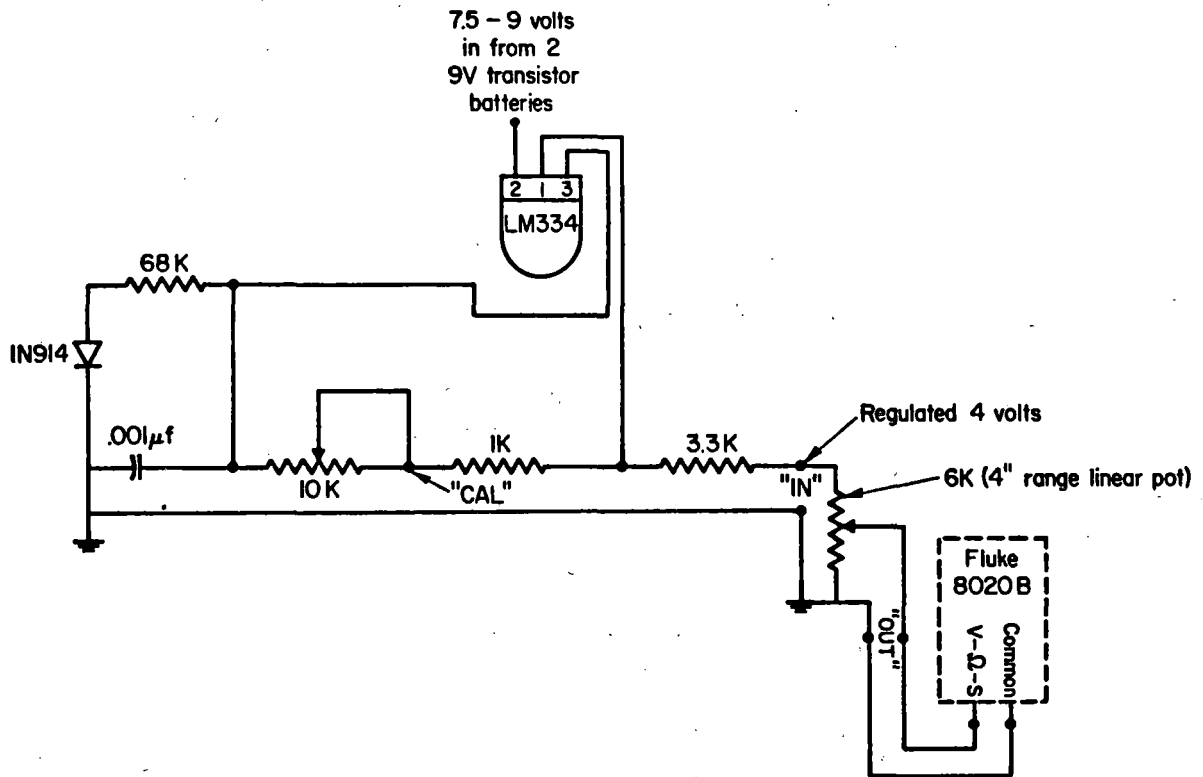 7.5 – 9 volts
in from 2
9V transistor
batteries
2 1 3
LM334
68K
1N914
.001μf
10K
"CAL"
1K
3.3K
"IN"
Regulated 4 volts
6K (4" range linear pot)
Fluke
8020B
"OUT"
V-Ω-S
Common